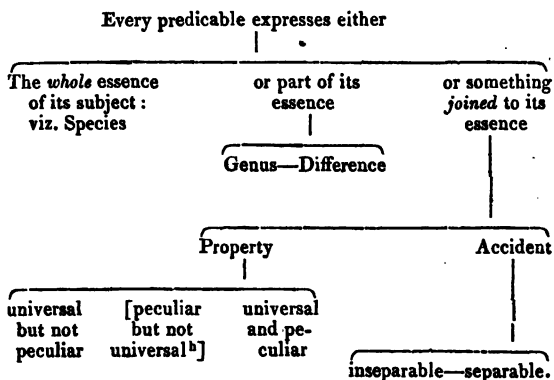 Every predicable expresses either
The whole essence
of its subject :
viz. Species
or part of its
essence
or something
joined to its
essence
Genus—Difference
Property
Accident
universal
but not
peculiar
[peculiar
but not
universal ʰ]
universal
and pe-
culiar
inseparable—separable.